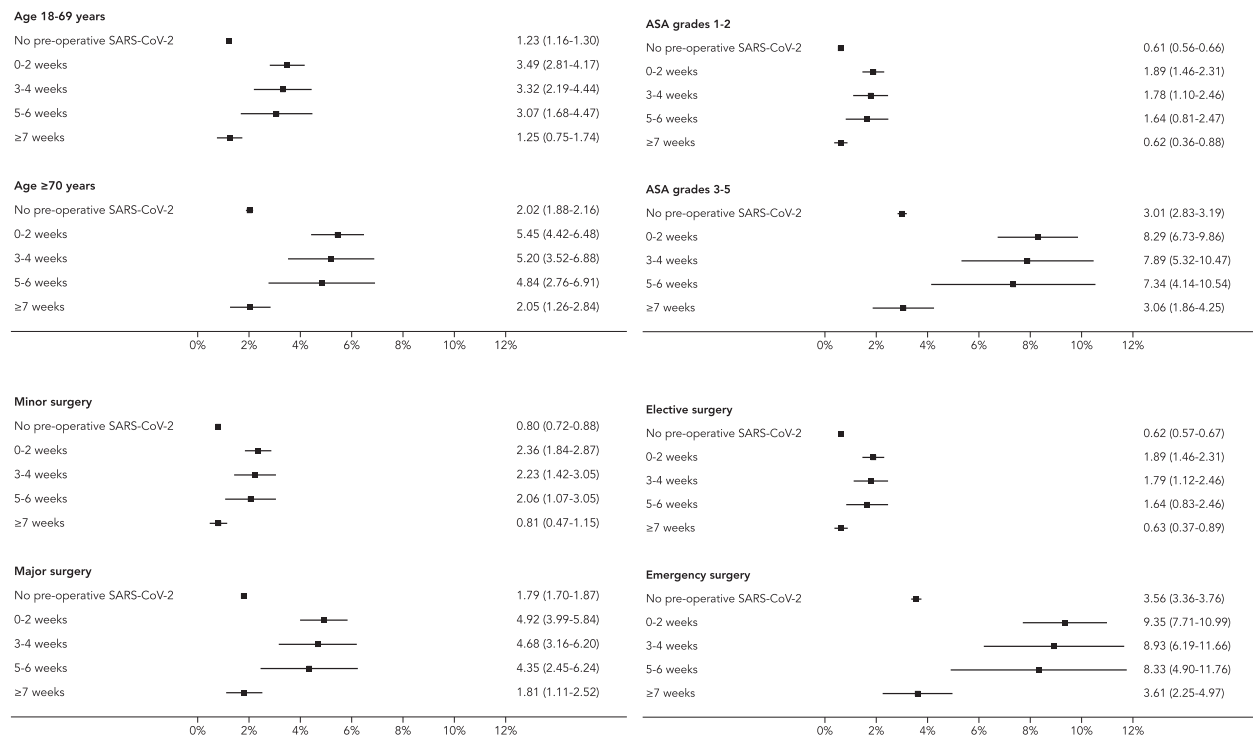 Age 18-69 years
No pre-operative SARS-CoV-2 1.23 (1.16-1.30)
0-2 weeks 3.49 (2.81-4.17)
3-4 weeks 3.32 (2.19-4.44)
5-6 weeks 3.07 (1.68-4.47)
≥7 weeks 1.25 (0.75-1.74)
Age ≥70 years
No pre-operative SARS-CoV-2 2.02 (1.88-2.16)
0-2 weeks 5.45 (4.42-6.48)
3-4 weeks 5.20 (3.52-6.88)
5-6 weeks 4.84 (2.76-6.91)
≥7 weeks 2.05 (1.26-2.84)
0% 2% 4% 6% 8% 10% 12%
ASA grades 1-2
No pre-operative SARS-CoV-2 0.61 (0.56-0.66)
0-2 weeks 1.89 (1.46-2.31)
3-4 weeks 1.78 (1.10-2.46)
5-6 weeks 1.64 (0.81-2.47)
≥7 weeks 0.62 (0.36-0.88)
ASA grades 3-5
No pre-operative SARS-CoV-2 3.01 (2.83-3.19)
0-2 weeks 8.29 (6.73-9.86)
3-4 weeks 7.89 (5.32-10.47)
5-6 weeks 7.34 (4.14-10.54)
≥7 weeks 3.06 (1.86-4.25)
0% 2% 4% 6% 8% 10% 12%
Minor surgery
No pre-operative SARS-CoV-2 0.80 (0.72-0.88)
0-2 weeks 2.36 (1.84-2.87)
3-4 weeks 2.23 (1.42-3.05)
5-6 weeks 2.06 (1.07-3.05)
≥7 weeks 0.81 (0.47-1.15)
Major surgery
No pre-operative SARS-CoV-2 1.79 (1.70-1.87)
0-2 weeks 4.92 (3.99-5.84)
3-4 weeks 4.68 (3.16-6.20)
5-6 weeks 4.35 (2.45-6.24)
≥7 weeks 1.81 (1.11-2.52)
0% 2% 4% 6% 8% 10% 12%
Elective surgery
No pre-operative SARS-CoV-2 0.62 (0.57-0.67)
0-2 weeks 1.89 (1.46-2.31)
3-4 weeks 1.79 (1.12-2.46)
5-6 weeks 1.64 (0.83-2.46)
≥7 weeks 0.63 (0.37-0.89)
Emergency surgery
No pre-operative SARS-CoV-2 3.56 (3.36-3.76)
0-2 weeks 9.35 (7.71-10.99)
3-4 weeks 8.93 (6.19-11.66)
5-6 weeks 8.33 (4.90-11.76)
≥7 weeks 3.61 (2.25-4.97)
0% 2% 4% 6% 8% 10% 12%